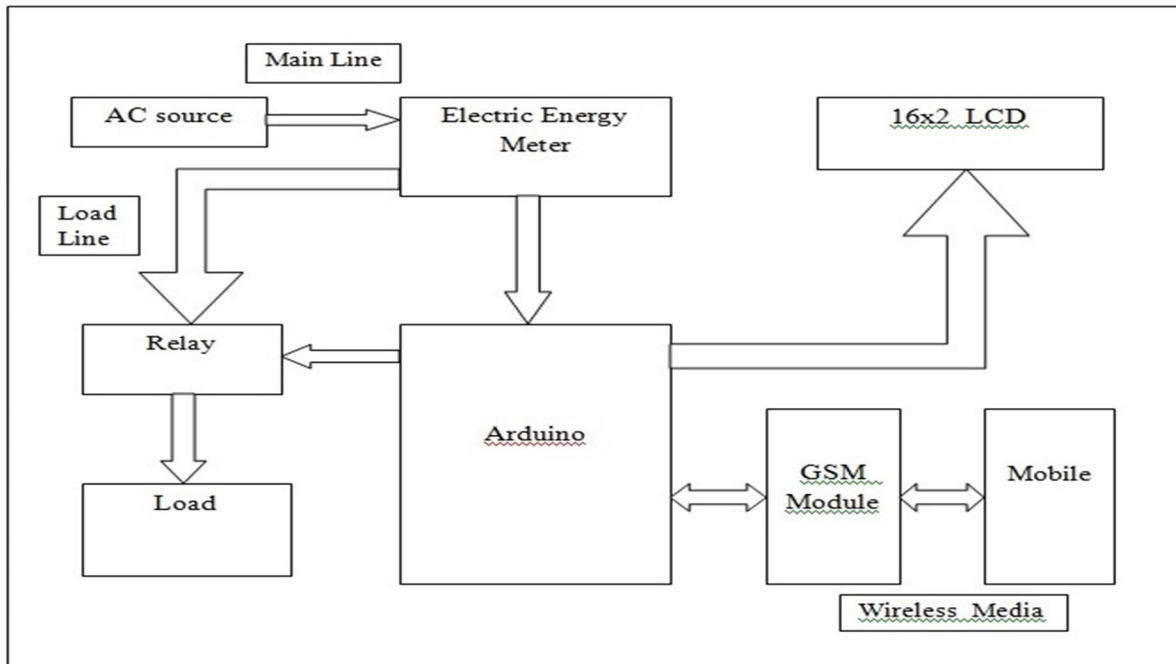 Main Line
AC source
Electric Energy
Meter
16x2 LCD
Load
Line
Relay
Arduino
GSM
Module
Mobile
Load
Wireless Media